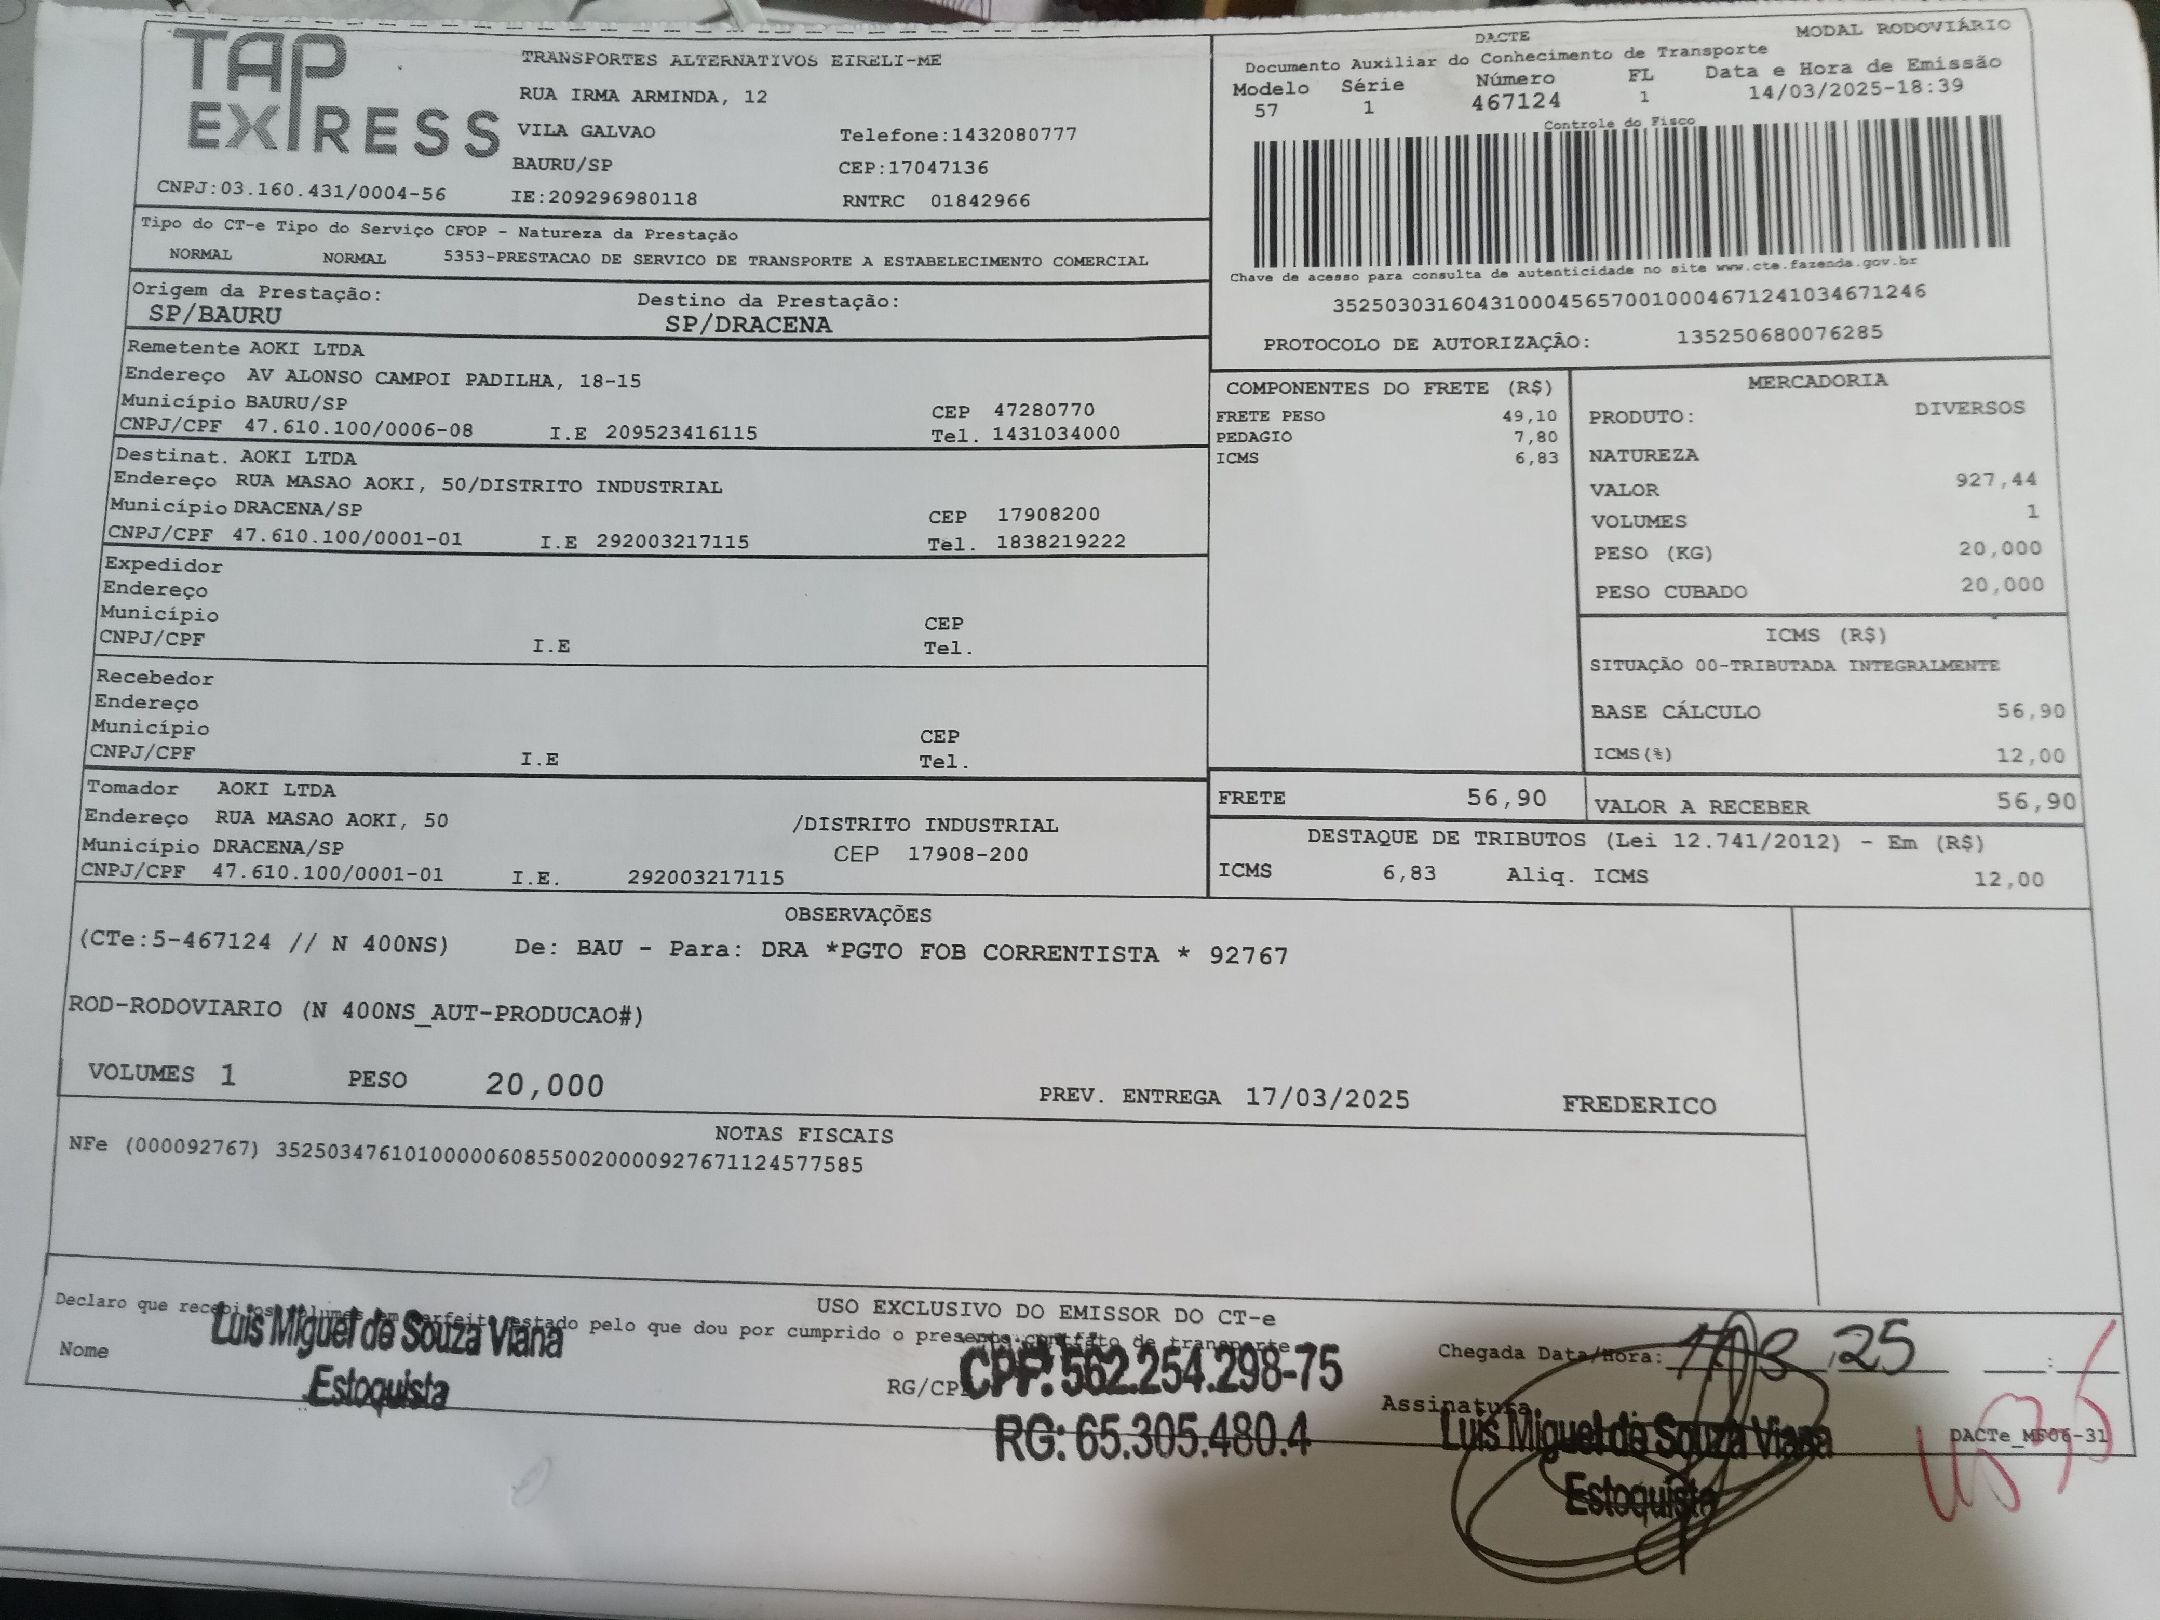 TAP EXPRESS
TRANSPORTES ALTERNATIVOS EIRELI-ME
RUA IRMA ARMINDA, 12
VILA GALVAO Telefone:1432080777
BAURU/SP CEP:17047136
CNPJ:03.160.431/0004-56 IE:209296980118 RNTRC 01842966
DACTE MODAL RODOVIÁRIO
Documento Auxiliar do Conhecimento de Transporte
Modelo Série Número FL Data e Hora de Emissão
57 1 467124 1 14/03/2025-18:39
Controle do Fisco
Chave de acesso para consulta de autenticidade no site www.cte.fazenda.gov.br
35250303160431000456570010004671241034671246
PROTOCOLO DE AUTORIZAÇÃO: 135250680076285
Tipo do CT-e Tipo do Serviço CFOP - Natureza da Prestação
NORMAL NORMAL 5353-PRESTACAO DE SERVICO DE TRANSPORTE A ESTABELECIMENTO COMERCIAL
Origem da Prestação: Destino da Prestação:
SP/BAURU SP/DRACENA
Remetente AOKI LTDA
Endereço AV ALONSO CAMPOI PADILHA, 18-15
Município BAURU/SP CEP 47280770
CNPJ/CPF 47.610.100/0006-08 I.E 209523416115 Tel. 1431034000
Destinat. AOKI LTDA
Endereço RUA MASAO AOKI, 50/DISTRITO INDUSTRIAL
Município DRACENA/SP CEP 17908200
CNPJ/CPF 47.610.100/0001-01 I.E 292003217115 Tel. 1838219222
Expedidor
Endereço
Município CEP
CNPJ/CPF I.E Tel.
Recebedor
Endereço
Município CEP
CNPJ/CPF I.E Tel.
Tomador AOKI LTDA
Endereço RUA MASAO AOKI, 50 /DISTRITO INDUSTRIAL
Município DRACENA/SP CEP 17908-200
CNPJ/CPF 47.610.100/0001-01 I.E. 292003217115
COMPONENTES DO FRETE (R$)
FRETE PESO 49,10
PEDAGIO 7,80
ICMS 6,83
MERCADORIA
PRODUTO: DIVERSOS
NATUREZA
VALOR 927,44
VOLUMES 1
PESO (KG) 20,000
PESO CUBADO 20,000
ICMS (R$)
SITUAÇÃO 00-TRIBUTADA INTEGRALMENTE
BASE CÁLCULO 56,90
ICMS(%) 12,00
FRETE 56,90 VALOR A RECEBER 56,90
DESTAQUE DE TRIBUTOS (Lei 12.741/2012) - Em (R$)
ICMS 6,83 Aliq. ICMS 12,00
OBSERVAÇÕES
(CTe:5-467124 // N 400NS) De: BAU - Para: DRA *PGTO FOB CORRENTISTA * 92767
ROD-RODOVIARIO (N 400NS_AUT-PRODUCAO#)
VOLUMES 1 PESO 20,000 PREV. ENTREGA 17/03/2025 FREDERICO
NOTAS FISCAIS
NFe (000092767) 35250347610100000608550020000927671124577585
USO EXCLUSIVO DO EMISSOR DO CT-e
Declaro que recebi os volumes em perfeito estado pelo que dou por cumprido o presente contrato de transporte
Nome Luis Miguel de Souza Viana
Estoquista
RG/CPF CPF: 562.254.298-75
RG: 65.305.480.4
Chegada Data/Hora: 25 :
Assinatura
Luis Miguel de Souza Viana
Estoquista
DACTe_MF06-31